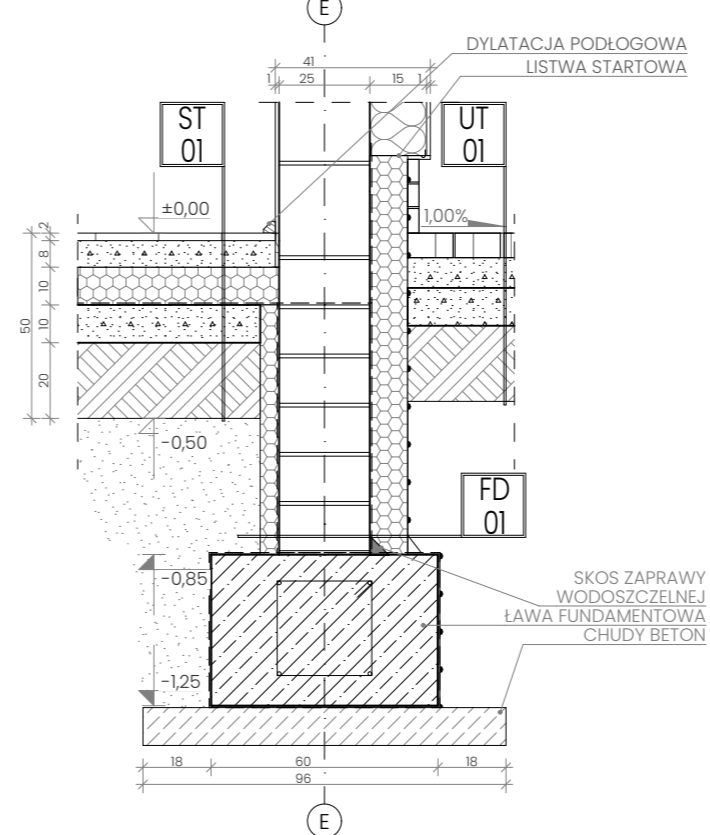 E
DYLATACJA PODŁOGOWA
LISTWA STARTOWA
41
1 25 15 1
ST
01
UT
01
±0,00
1,00%
2
8
10
10
20
50
-0,50
FD
01
-0,85
SKOS ZAPRAWY
WODOSZCZELNEJ
ŁAWA FUNDAMENTOWA
CHUDY BETON
-1,25
18 60 18
96
E